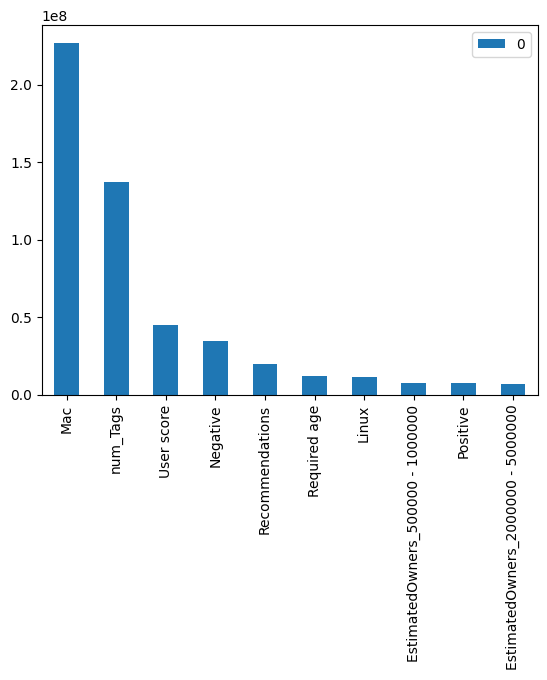 1e8
0
2.0
1.5
1.0
0.5
0.0
Mac
num_Tags
User score
Negative
Recommendations
Required age
Linux
EstimatedOwners_500000 - 1000000
Positive
EstimatedOwners_2000000 - 5000000